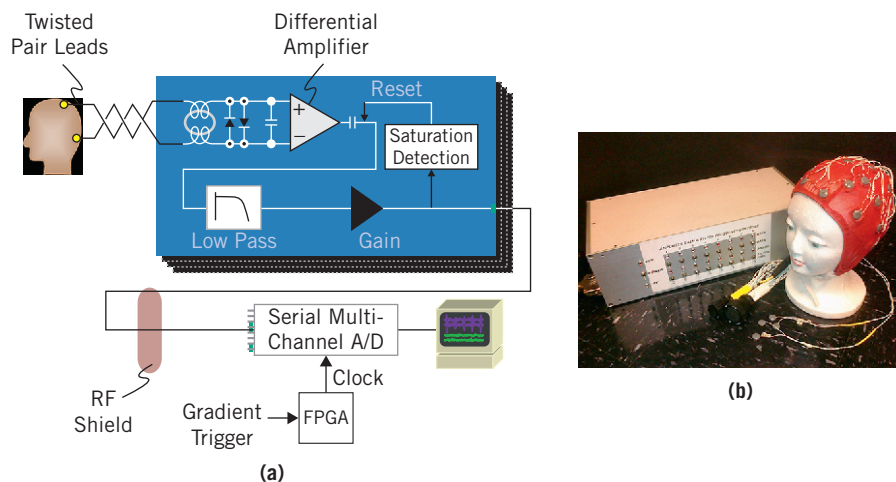 Twisted
Pair Leads
Differential
Amplifier
Reset
+
−
Saturation
Detection
Low Pass
Gain
Serial Multi-
Channel A/D
Clock
RF
Shield
Gradient
Trigger
FPGA
(a)
(b)